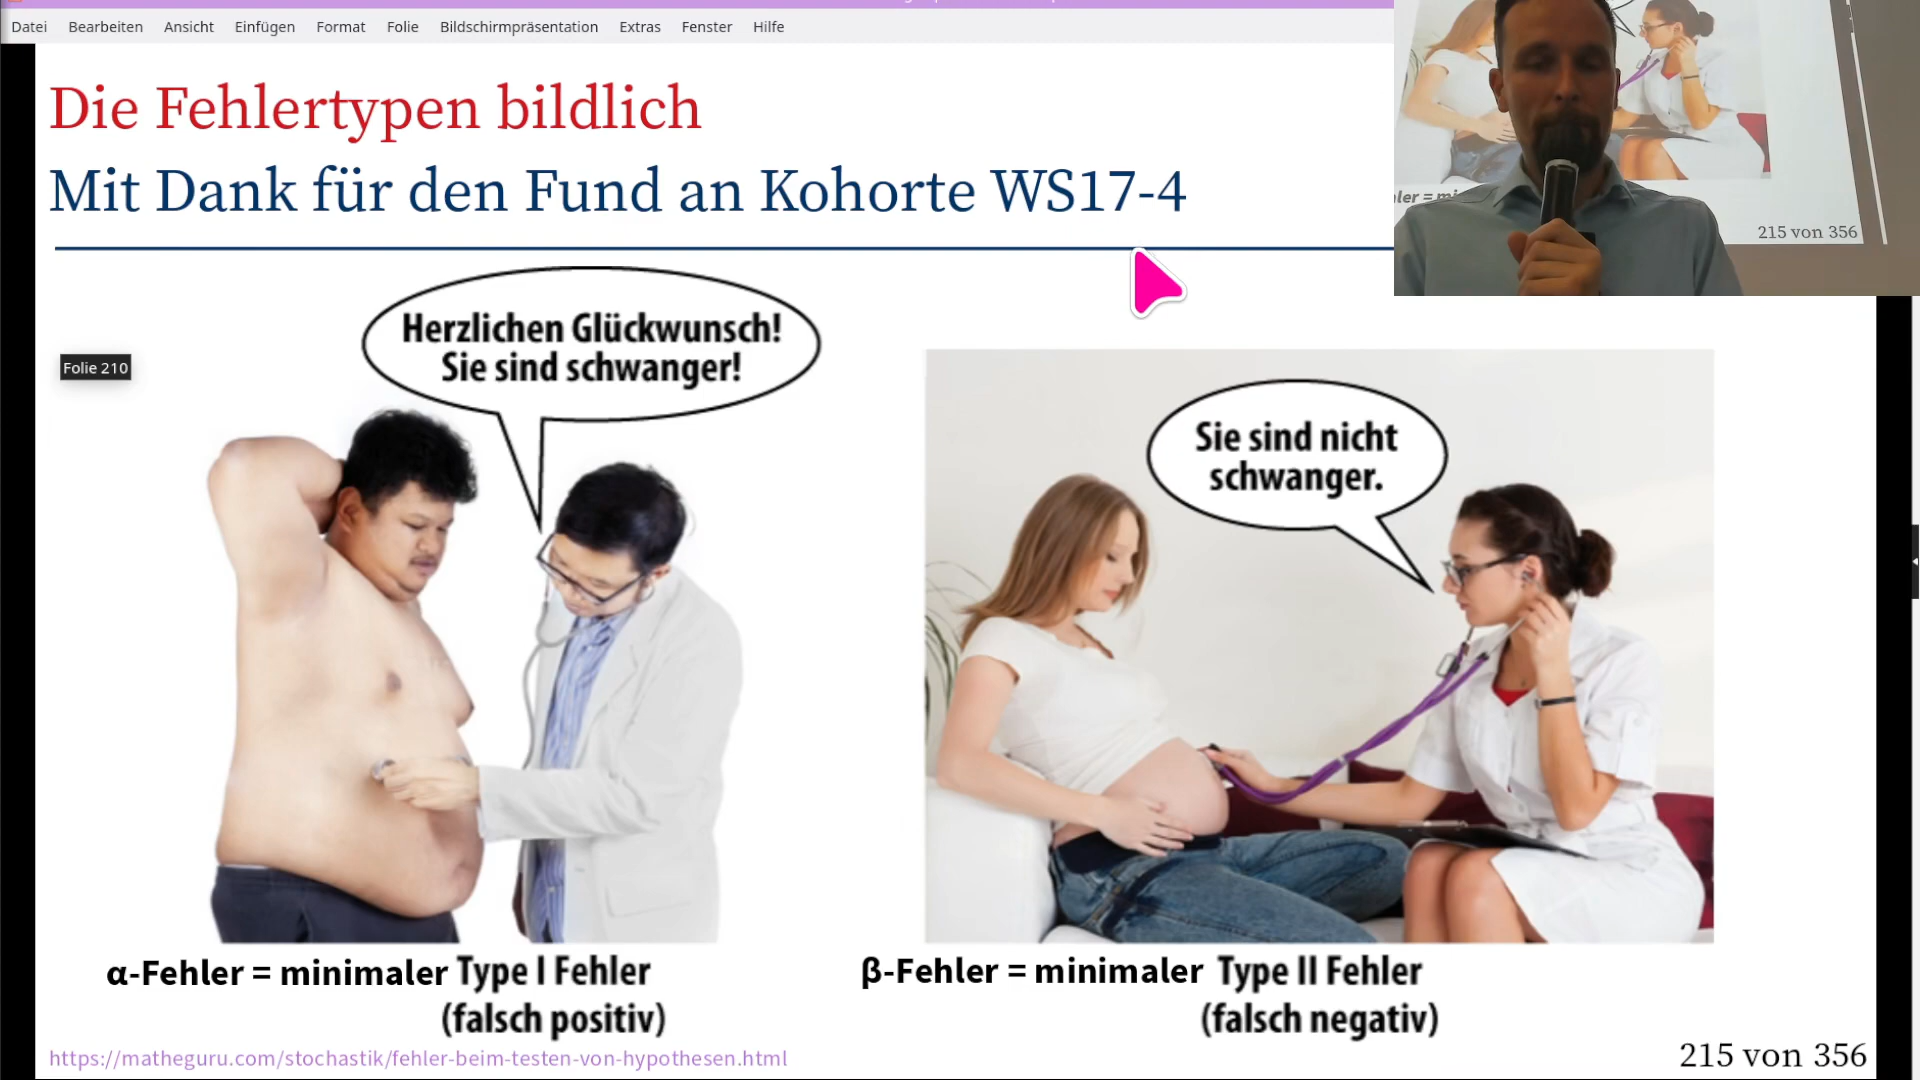 Datei Bearbeiten Ansicht Einfügen Format Folie Bildschirmpräsentation Extras Fenster Hilfe
Die Fehlertypen bildlich
Mit Dank für den Fund an Kohorte WS17-4
215 von 356
Herzlichen Glückwunsch!
Sie sind schwanger!
Folie 210
Sie sind nicht
schwanger.
α-Fehler = minimaler Type I Fehler
(falsch positiv)
β-Fehler = minimaler Type II Fehler
(falsch negativ)
https://matheguru.com/stochastik/fehler-beim-testen-von-hypothesen.html
215 von 356